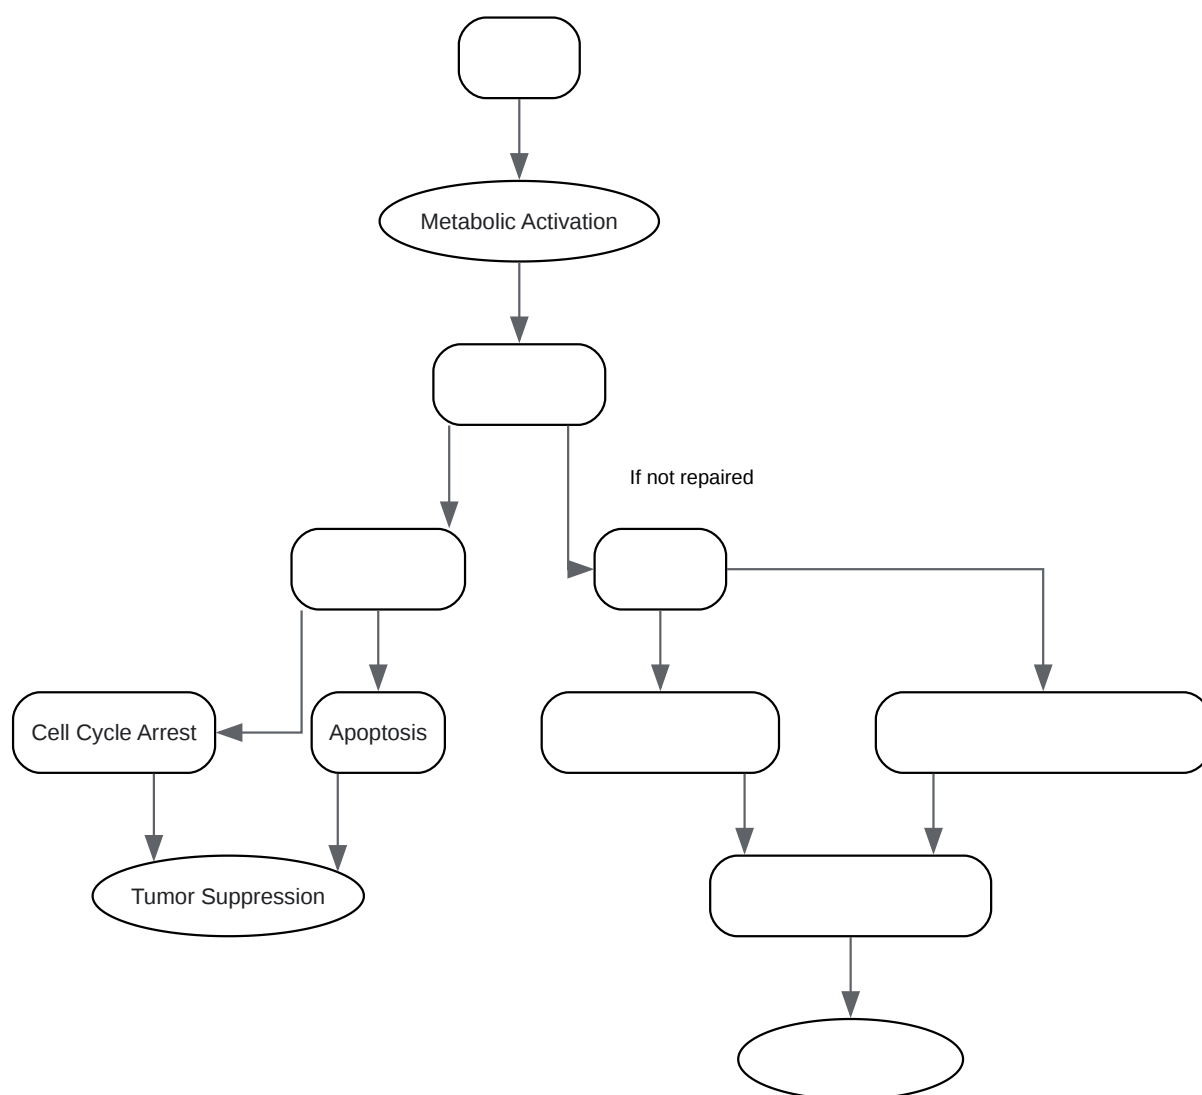 Metabolic Activation
If not repaired
Cell Cycle Arrest
Apoptosis
Tumor Suppression